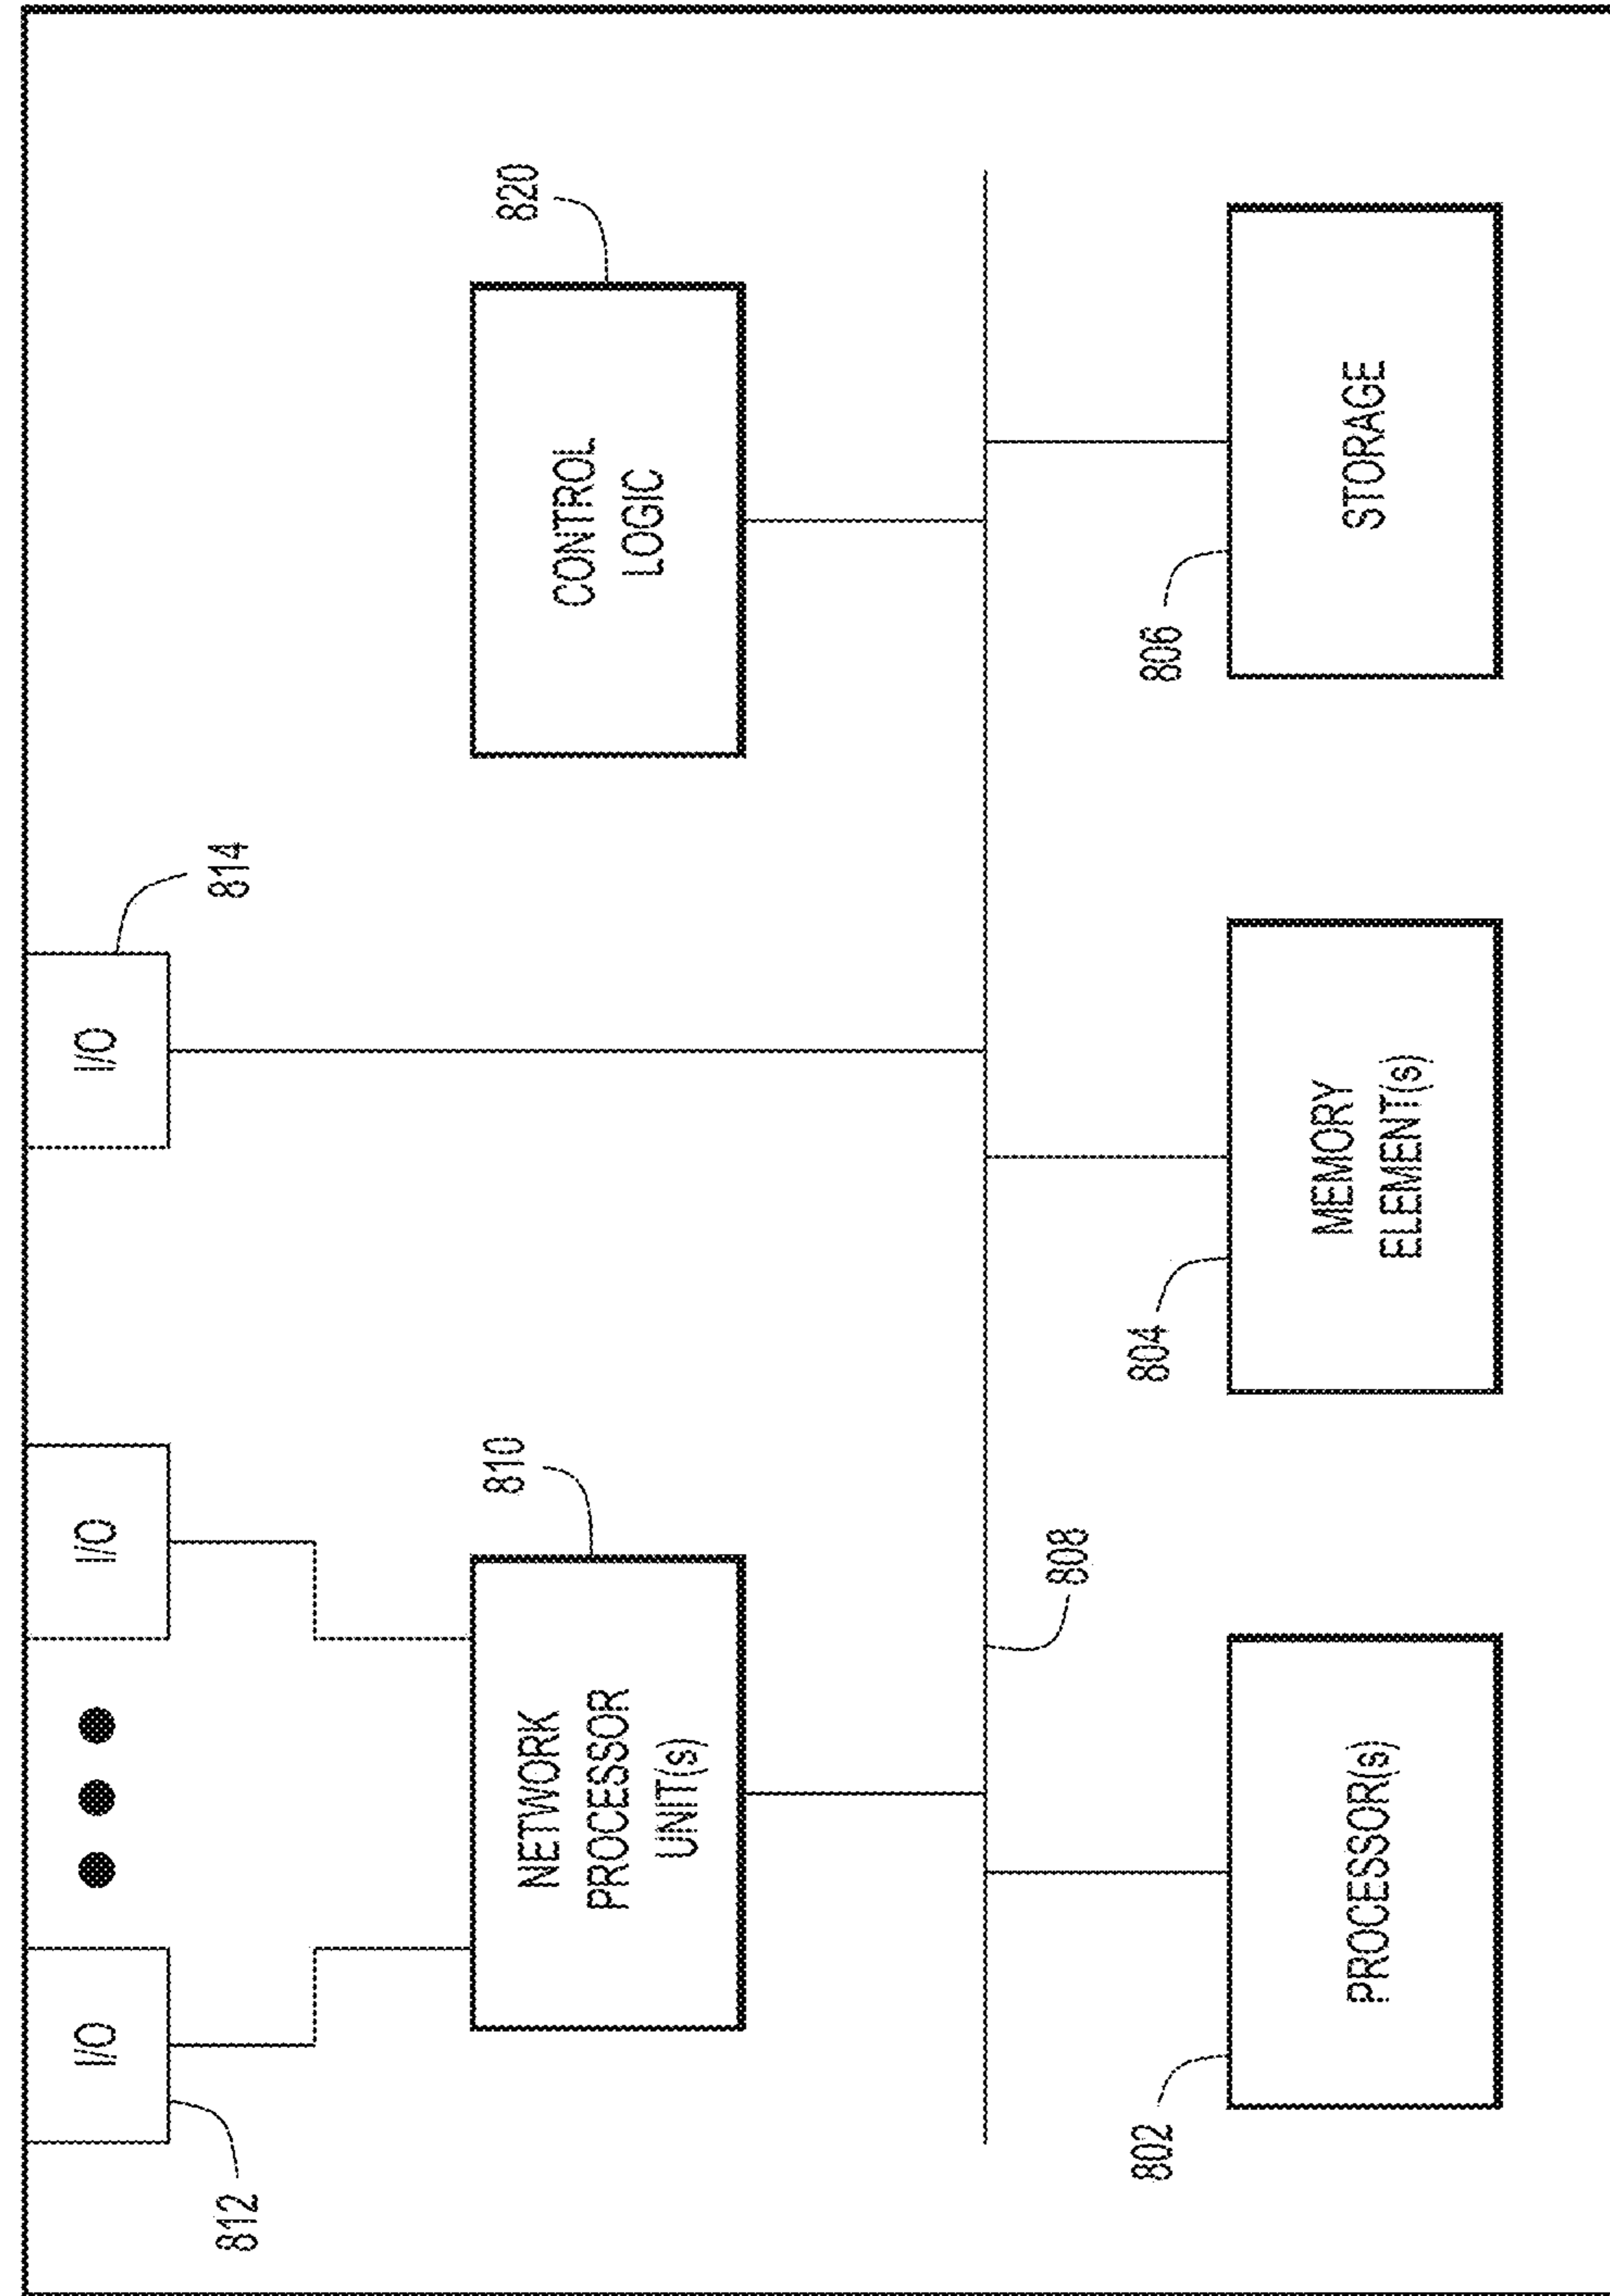 I/O
I/O
I/O
812
814
810
820
NETWORK
PROCESSOR
UNIT(s)
CONTROL
LOGIC
808
802
804
806
PROCESSOR(s)
MEMORY
ELEMENT(s)
STORAGE